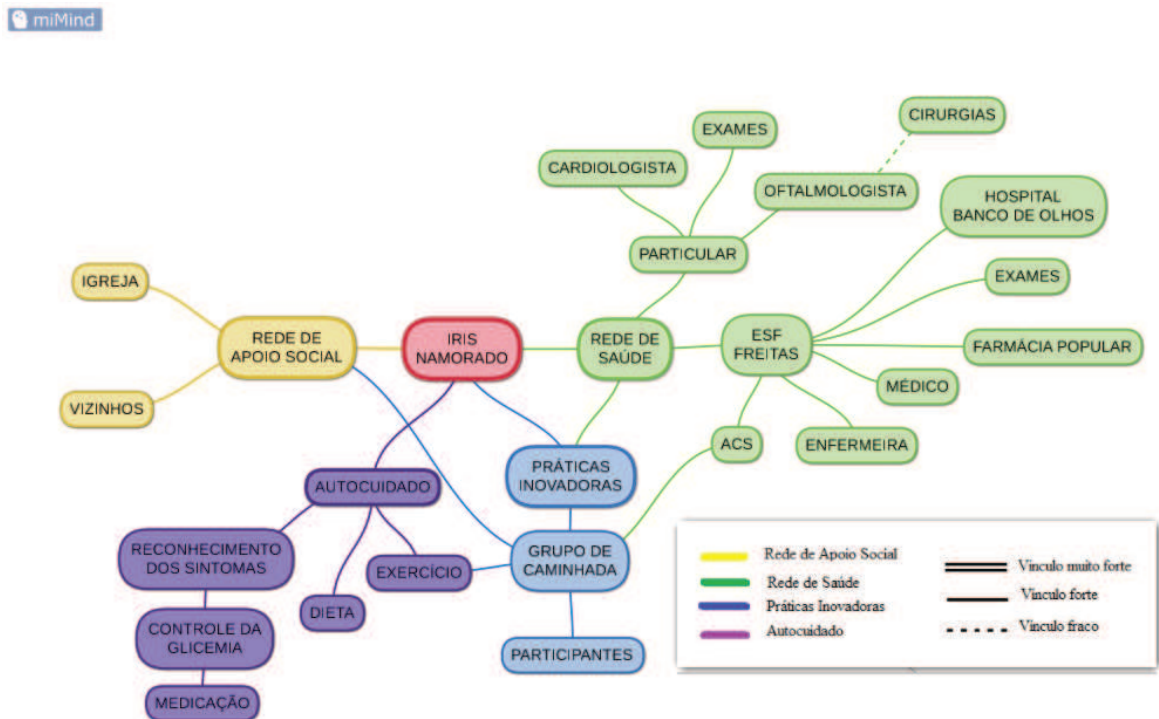 miMind
CIRURGIAS
EXAMES
CARDIOLOGISTA
OFTALMOLOGISTA
HOSPITAL
BANCO DE OLHOS
PARTICULAR
EXAMES
IGREJA
REDE DE
APOIO SOCIAL
IRIS
NAMORADO
REDE DE
SAÚDE
ESF
FREITAS
FARMÁCIA POPULAR
MÉDICO
VIZINHOS
ACS
ENFERMEIRA
PRÁTICAS
INOVADORAS
AUTOCUIDADO
RECONHECIMENTO
DOS SINTOMAS
EXERCÍCIO
GRUPO DE
CAMINHADA
DIETA
CONTROLE DA
GLICEMIA
PARTICIPANTES
MEDICAÇÃO
Rede de Apoio Social
Rede de Saúde
Práticas Inovadoras
Autocuidado
Vinculo muito forte
Vinculo forte
Vinculo fraco